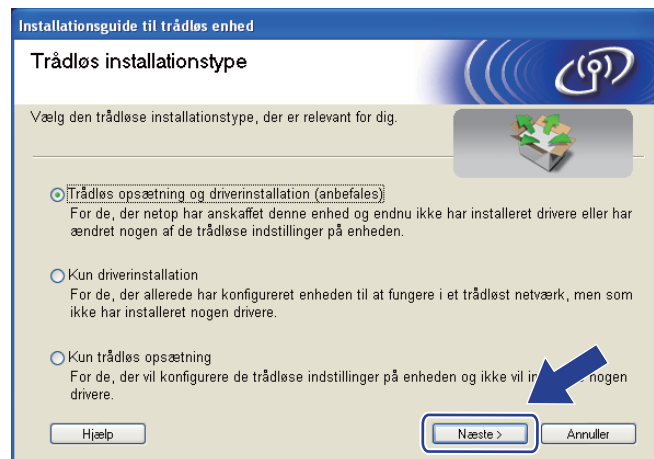 Installationsguide til trådløs enhed
Trådløs installationstype
Vælg den trådløse installationstype, der er relevant for dig.
Trådløs opsætning og driverinstallation (anbefales)
For de, der netop har anskaffet denne enhed og endnu ikke har installeret drivere eller har
ændret nogen af de trådløse indstillinger på enheden.
Kun driverinstallation
For de, der allerede har konfigureret enheden til at fungere i et trådløst netværk, men som
ikke har installeret nogen drivere.
Kun trådløs opsætning
For de, der vil konfigurere de trådløse indstillinger på enheden og ikke vil nogen
drivere.
Hjælp
Næste >
Annuller